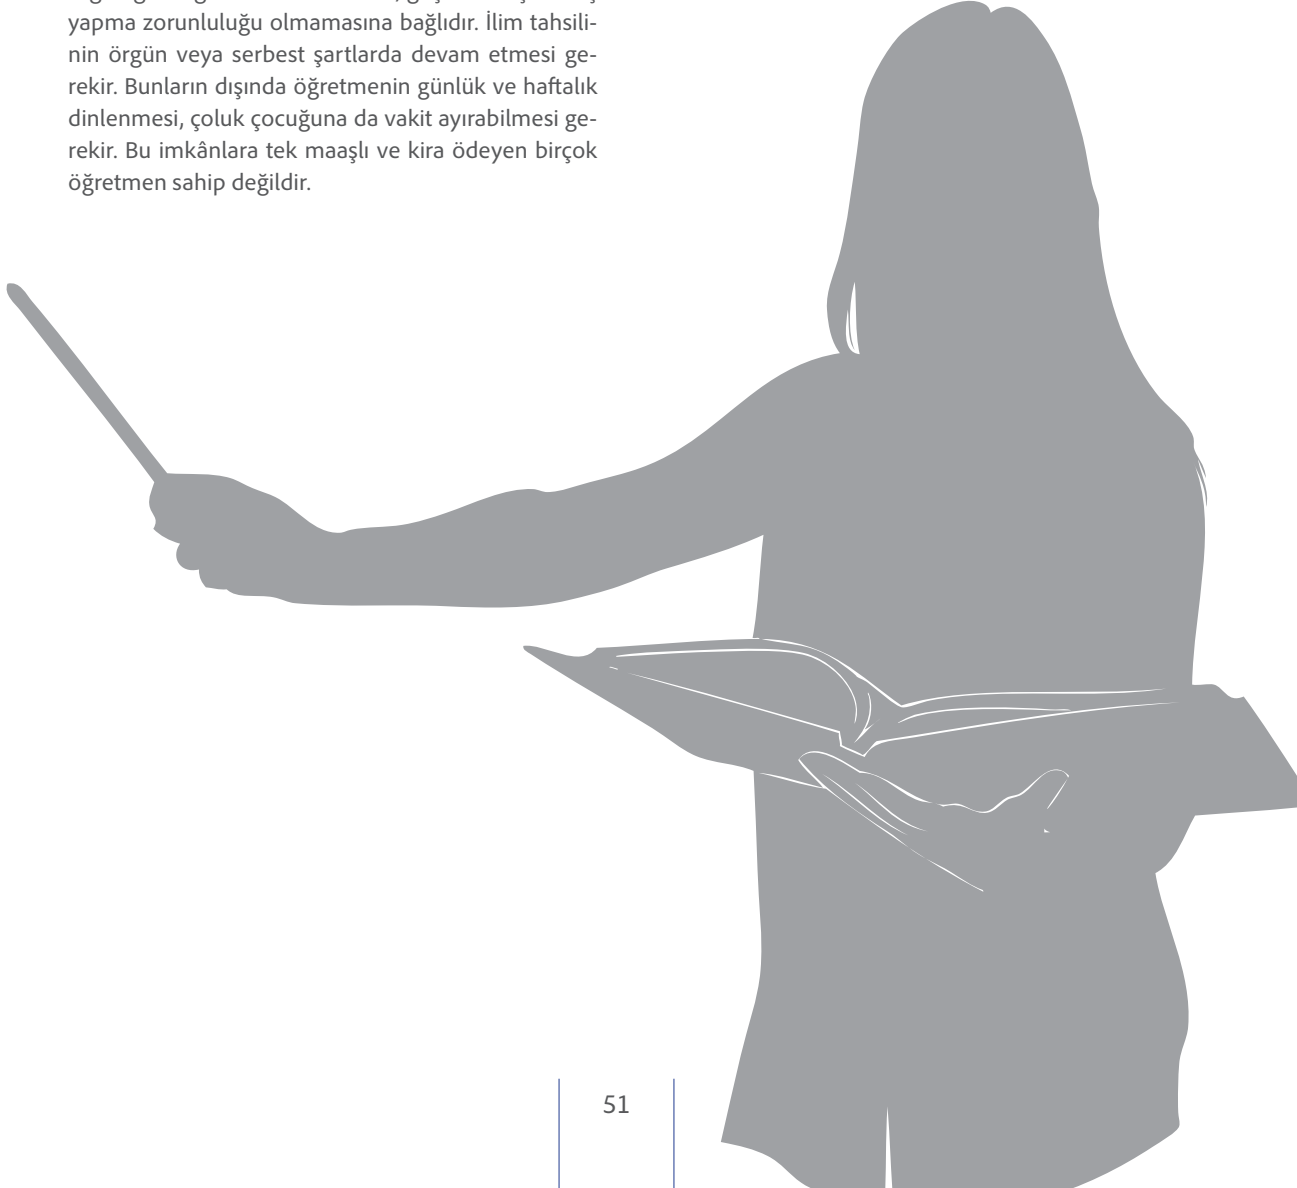 yapma zorunluluğu olmamasına bağlıdır. İlim tahsili-
nin örgün veya serbest şartlarda devam etmesi ge-
rekir. Bunların dışında öğretmenin günlük ve haftalık
dinlenmesi, çoluk çocuğuna da vakit ayırabilmesi ge-
rekir. Bu imkânlara tek maaşlı ve kira ödeyen birçok
öğretmen sahip değildir.
51